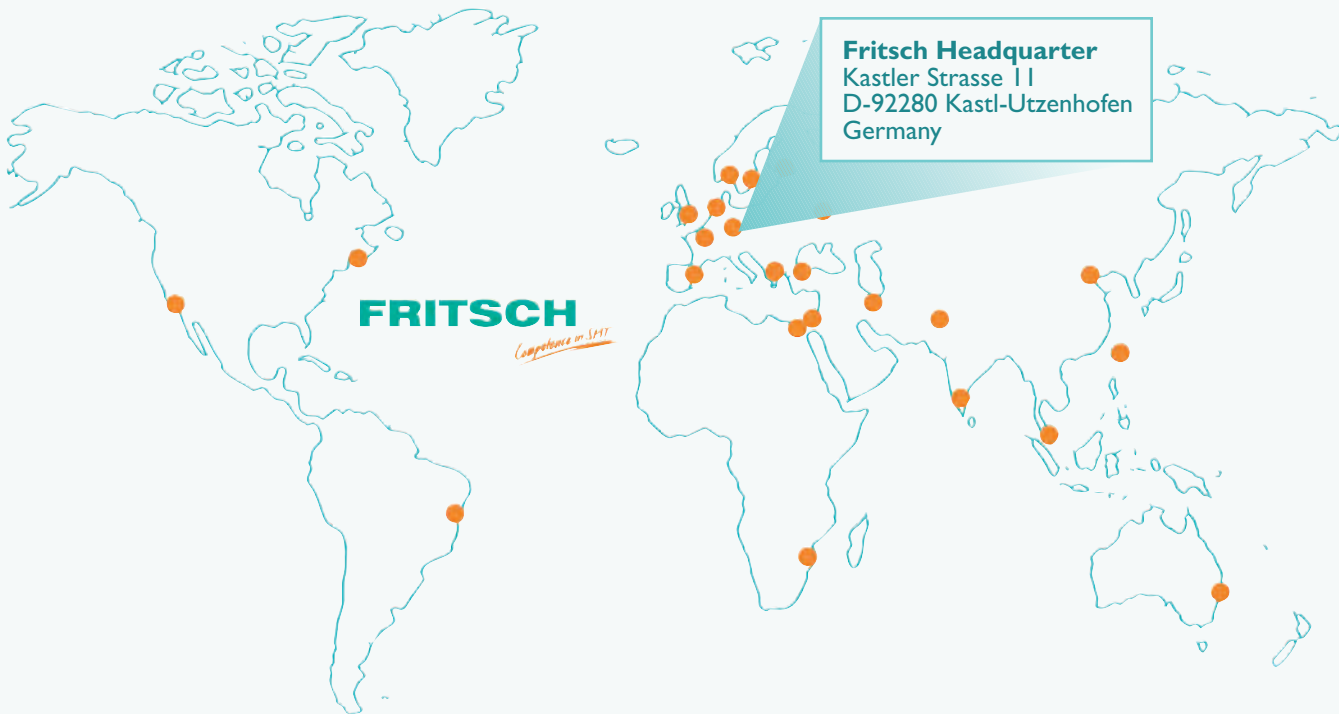 Fritsch Headquarter
Kastler Strasse 11
D-92280 Kastl-Utzenhofen
Germany
FRITSCH
Competence in SMT